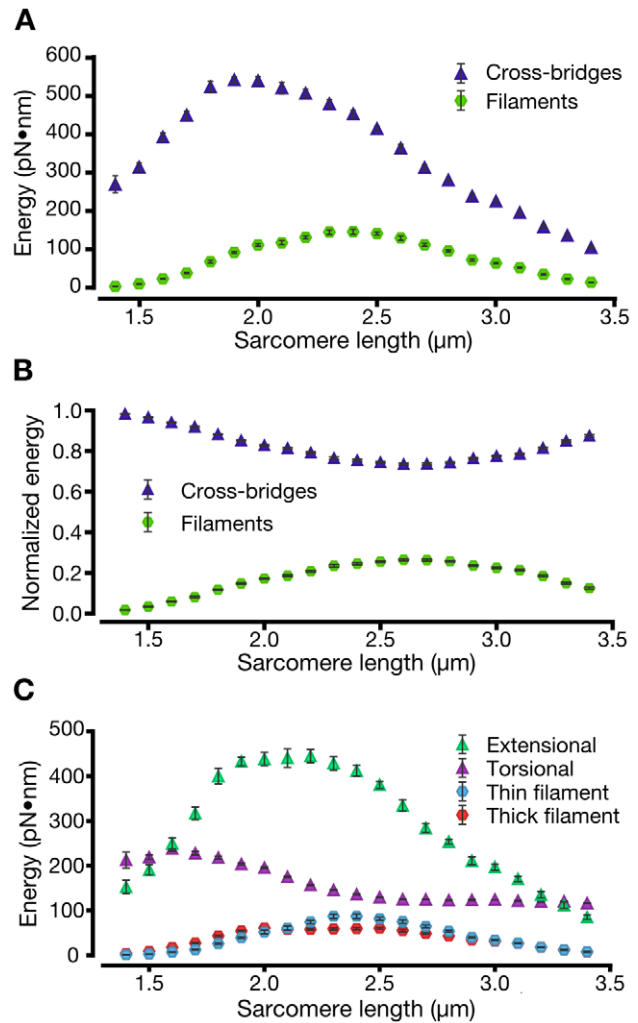 A
600
500
400
300
200
100
0
Energy (pN•nm)
Cross-bridges
Filaments
1.5 2.0 2.5 3.0 3.5
Sarcomere length (µm)
B
1.0
0.8
0.6
0.4
0.2
0.0
Normalized energy
Cross-bridges
Filaments
1.5 2.0 2.5 3.0 3.5
Sarcomere length (µm)
C
500
400
300
200
100
0
Energy (pN•nm)
Extensional
Torsional
Thin filament
Thick filament
1.5 2.0 2.5 3.0 3.5
Sarcomere length (µm)